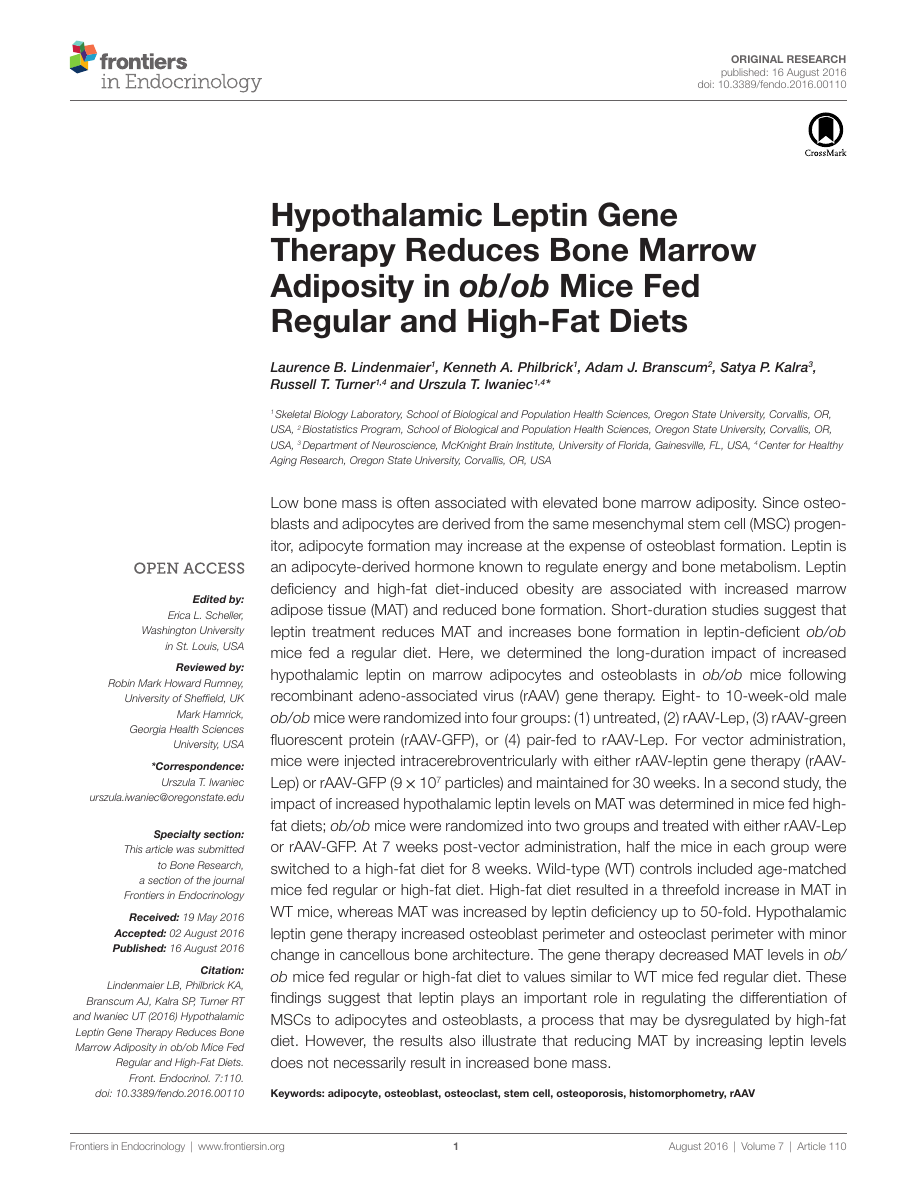 frontiers
in Endocrinology
ORIGINAL RESEARCH
published: 16 August 2016
doi: 10.3389/fendo.2016.00110
CrossMark
Hypothalamic Leptin Gene
Therapy Reduces Bone Marrow
Adiposity in ob/ob Mice Fed
Regular and High-Fat Diets
Laurence B. Lindenmaier¹, Kenneth A. Philbrick¹, Adam J. Branscum², Satya P. Kalra³,
Russell T. Turner¹,⁴ and Urszula T. Iwaniec¹,⁴*
¹ Skeletal Biology Laboratory, School of Biological and Population Health Sciences, Oregon State University, Corvallis, OR,
USA, ² Biostatistics Program, School of Biological and Population Health Sciences, Oregon State University, Corvallis, OR,
USA, ³ Department of Neuroscience, McKnight Brain Institute, University of Florida, Gainesville, FL, USA, ⁴ Center for Healthy
Aging Research, Oregon State University, Corvallis, OR, USA
OPEN ACCESS
Edited by:
Erica L. Scheller,
Washington University
in St. Louis, USA
Reviewed by:
Robin Mark Howard Rumney,
University of Sheffield, UK
Mark Hamrick,
Georgia Health Sciences
University, USA
*Correspondence:
Urszula T. Iwaniec
urszula.iwaniec@oregonstate.edu
Specialty section:
This article was submitted
to Bone Research,
a section of the journal
Frontiers in Endocrinology
Received: 19 May 2016
Accepted: 02 August 2016
Published: 16 August 2016
Citation:
Lindenmaier LB, Philbrick KA,
Branscum AJ, Kalra SP, Turner RT
and Iwaniec UT (2016) Hypothalamic
Leptin Gene Therapy Reduces Bone
Marrow Adiposity in ob/ob Mice Fed
Regular and High-Fat Diets.
Front. Endocrinol. 7:110.
doi: 10.3389/fendo.2016.00110
Low bone mass is often associated with elevated bone marrow adiposity. Since osteo-
blasts and adipocytes are derived from the same mesenchymal stem cell (MSC) progen-
itor, adipocyte formation may increase at the expense of osteoblast formation. Leptin is
an adipocyte-derived hormone known to regulate energy and bone metabolism. Leptin
deficiency and high-fat diet-induced obesity are associated with increased marrow
adipose tissue (MAT) and reduced bone formation. Short-duration studies suggest that
leptin treatment reduces MAT and increases bone formation in leptin-deficient ob/ob
mice fed a regular diet. Here, we determined the long-duration impact of increased
hypothalamic leptin on marrow adipocytes and osteoblasts in ob/ob mice following
recombinant adeno-associated virus (rAAV) gene therapy. Eight- to 10-week-old male
ob/ob mice were randomized into four groups: (1) untreated, (2) rAAV-Lep, (3) rAAV-green
fluorescent protein (rAAV-GFP), or (4) pair-fed to rAAV-Lep. For vector administration,
mice were injected intracerebroventricularly with either rAAV-leptin gene therapy (rAAV-
Lep) or rAAV-GFP (9 × 10⁷ particles) and maintained for 30 weeks. In a second study, the
impact of increased hypothalamic leptin levels on MAT was determined in mice fed high-
fat diets; ob/ob mice were randomized into two groups and treated with either rAAV-Lep
or rAAV-GFP. At 7 weeks post-vector administration, half the mice in each group were
switched to a high-fat diet for 8 weeks. Wild-type (WT) controls included age-matched
mice fed regular or high-fat diet. High-fat diet resulted in a threefold increase in MAT in
WT mice, whereas MAT was increased by leptin deficiency up to 50-fold. Hypothalamic
leptin gene therapy increased osteoblast perimeter and osteoclast perimeter with minor
change in cancellous bone architecture. The gene therapy decreased MAT levels in ob/
ob mice fed regular or high-fat diet to values similar to WT mice fed regular diet. These
findings suggest that leptin plays an important role in regulating the differentiation of
MSCs to adipocytes and osteoblasts, a process that may be dysregulated by high-fat
diet. However, the results also illustrate that reducing MAT by increasing leptin levels
does not necessarily result in increased bone mass.
Keywords: adipocyte, osteoblast, osteoclast, stem cell, osteoporosis, histomorphometry, rAAV
Frontiers in Endocrinology | www.frontiersin.org
1
August 2016 | Volume 7 | Article 110